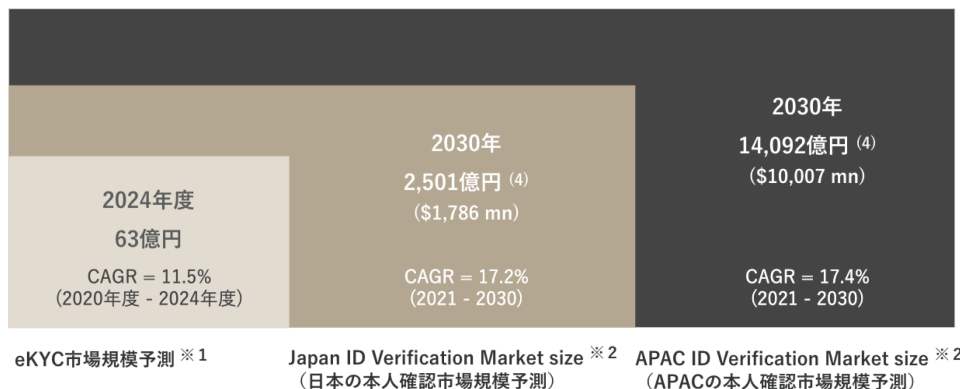 2024年度
63億円
CAGR = 11.5%
(2020年度 - 2024年度)
2030年
2,501億円 (4)
($1,786 mn)
CAGR = 17.2%
(2021 - 2030)
2030年
14,092億円 (4)
($10,007 mn)
CAGR = 17.4%
(2021 - 2030)
eKYC市場規模予測 ※1
Japan ID Verification Market size ※2
（日本の本人確認市場規模予測）
APAC ID Verification Market size ※2
（APACの本人確認市場規模予測）